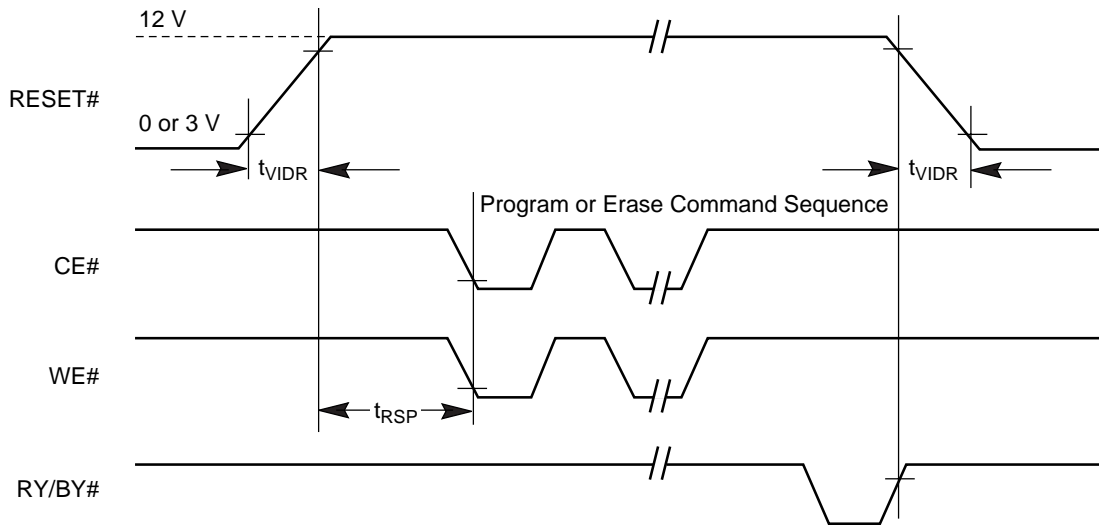 12 V
RESET#
0 or 3 V
tVIDR
tVIDR
Program or Erase Command Sequence
CE#
WE#
tRSP
RY/BY#